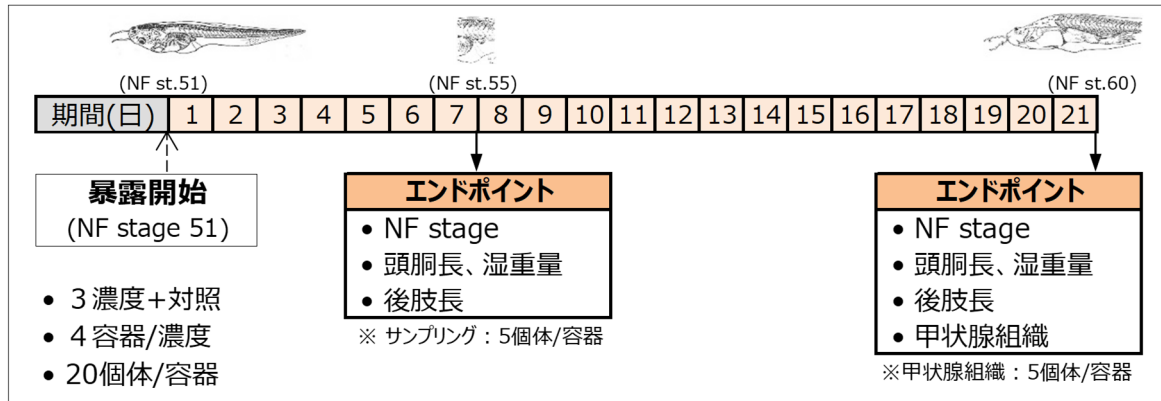 (NF st.51)
(NF st.55)
(NF st.60)
期間(日) 1 2 3 4 5 6 7 8 9 10 11 12 13 14 15 16 17 18 19 20 21
暴露開始
(NF stage 51)
• 3濃度+対照
• 4容器/濃度
• 20個体/容器
エンドポイント
• NF stage
• 頭胴長、湿重量
• 後肢長
※ サンプリング：5個体/容器
エンドポイント
• NF stage
• 頭胴長、湿重量
• 後肢長
• 甲状腺組織
※甲状腺組織：5個体/容器